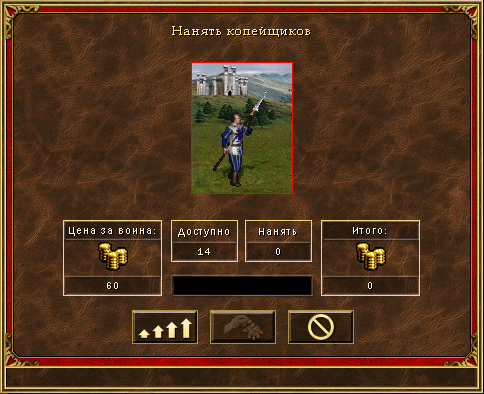 Нанять копейщиков
Цена за воина:
Доступно
Нанять
Итого:
14
0
60
0